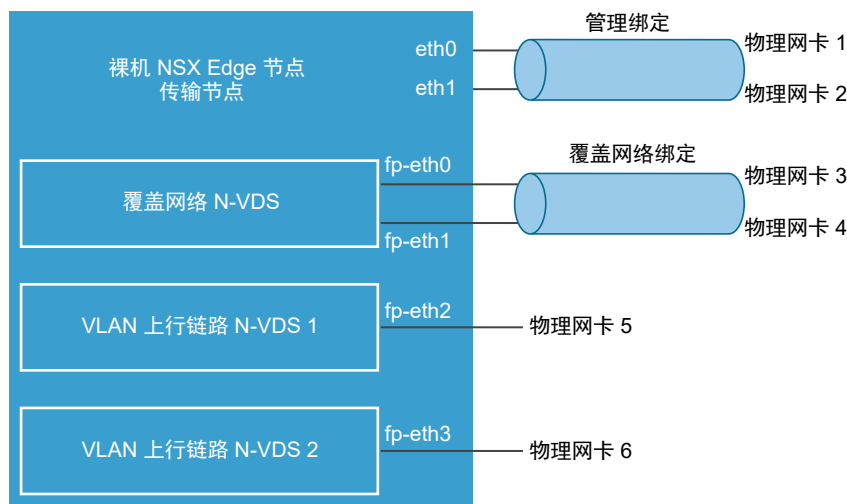 管理绑定
eth0
物理网卡 1
裸机 NSX Edge 节点
传输节点
eth1
物理网卡 2
覆盖网络绑定
fp-eth0
物理网卡 3
覆盖网络 N-VDS
fp-eth1
物理网卡 4
fp-eth2
VLAN 上行链路 N-VDS 1
物理网卡 5
fp-eth3
VLAN 上行链路 N-VDS 2
物理网卡 6